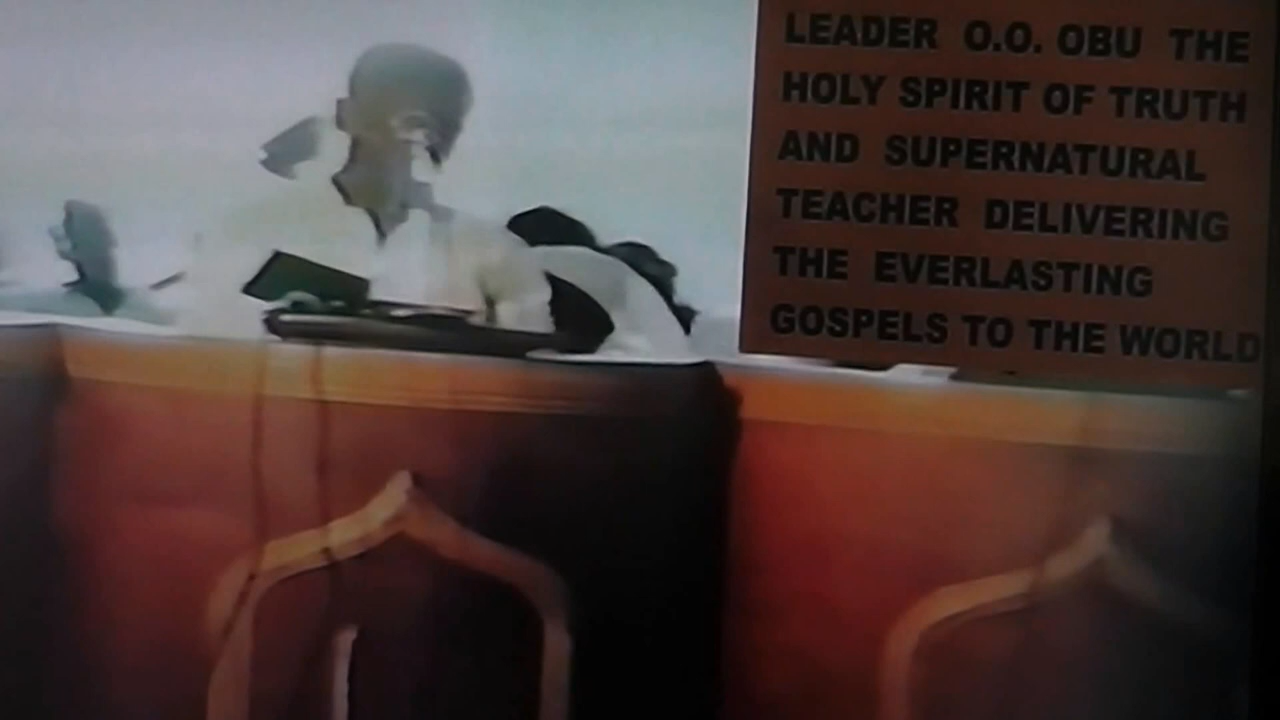 LEADER O.O. OBU THE
HOLY SPIRIT OF TRUTH
AND SUPERNATURAL
TEACHER DELIVERING
THE EVERLASTING
GOSPELS TO THE WORLD